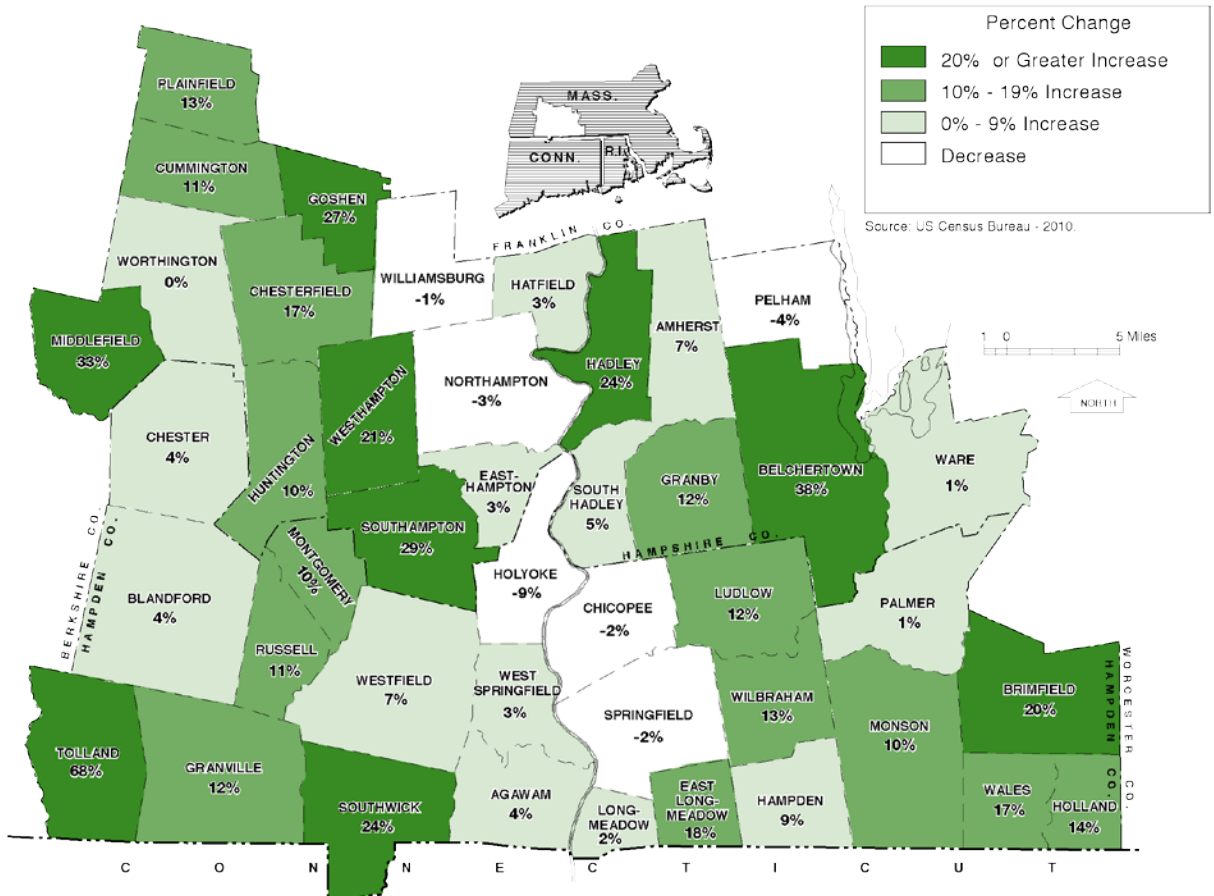 Percent Change
20% or Greater Increase
10% - 19% Increase
0% - 9% Increase
Decrease
Source: US Census Bureau - 2010.
MASS.
CONN.
R.I.
1 0 5 Miles
NORTH
PLAINFIELD
13%
CUMMINGTON
11%
GOSHEN
27%
FRANKLIN CO.
WORTHINGTON
0%
CHESTERFIELD
17%
WILLIAMSBURG
-1%
HATFIELD
3%
PELHAM
-4%
MIDDLEFIELD
33%
AMHERST
7%
HADLEY
24%
NORTHAMPTON
-3%
WESTHAMPTON
21%
CHESTER
4%
HUNTINGTON
10%
EAST-
HAMPTON
3%
SOUTH
HADLEY
5%
GRANBY
12%
BELCHERTOWN
38%
WARE
1%
SOUTHAMPTON
29%
HAMPSHIRE CO.
BERKSHIRE CO.
HAMPDEN CO.
MONTGOMERY
10%
HOLYOKE
-9%
BLANDFORD
4%
CHICOPEE
-2%
LUDLOW
12%
PALMER
1%
RUSSELL
11%
WESTFIELD
7%
WEST
SPRINGFIELD
3%
SPRINGFIELD
-2%
WILBRAHAM
13%
MONSON
10%
BRIMFIELD
20%
HAMPDEN CO.
WORCESTER CO.
TOLLAND
68%
GRANVILLE
12%
SOUTHWICK
24%
AGAWAM
4%
LONG-
MEADOW
2%
EAST
LONG-
MEADOW
18%
HAMPDEN
9%
WALES
17%
HOLLAND
14%
CONNECTICUT